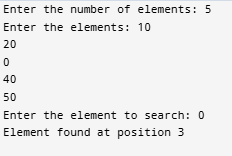 Enter the number of elements: 5
Enter the elements: 10
20
0
40
50
Enter the element to search: 0
Element found at position 3